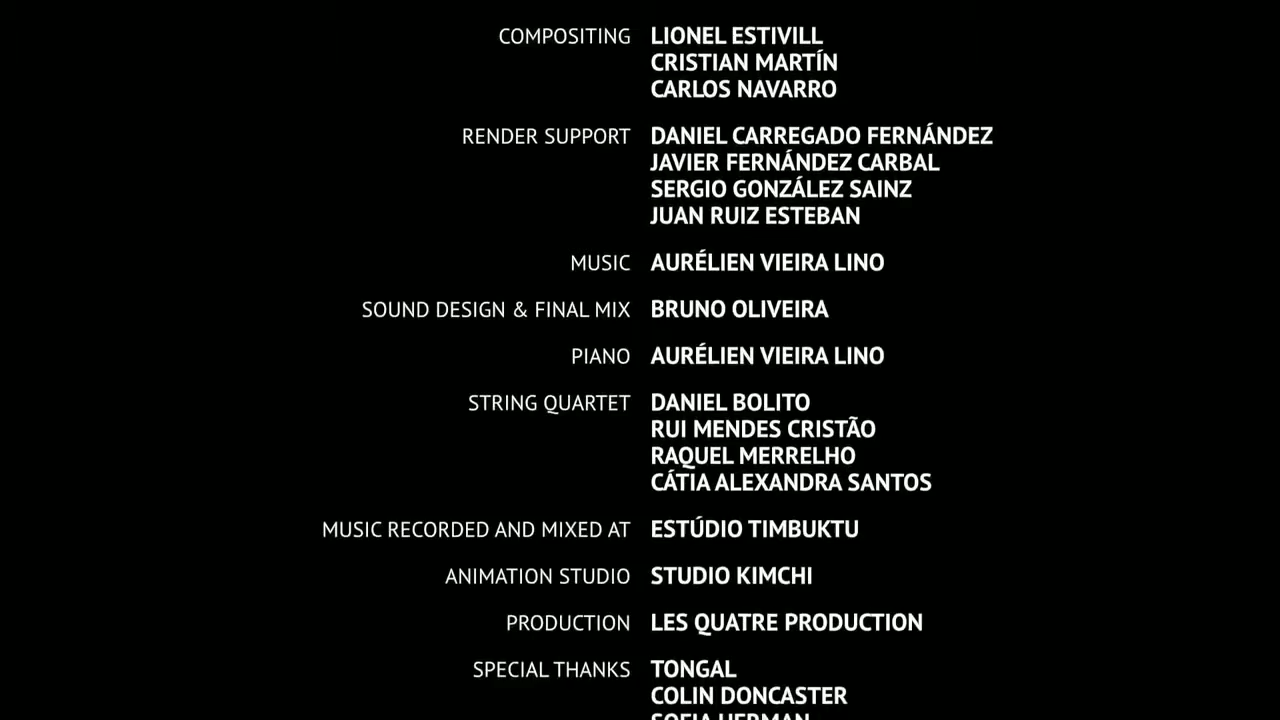 COMPOSITING LIONEL ESTIVILL
CRISTIAN MARTÍN
CARLOS NAVARRO
RENDER SUPPORT DANIEL CARREGADO FERNÁNDEZ
JAVIER FERNÁNDEZ CARBAL
SERGIO GONZÁLEZ SAINZ
JUAN RUIZ ESTEBAN
MUSIC AURÉLIEN VIEIRA LINO
SOUND DESIGN & FINAL MIX BRUNO OLIVEIRA
PIANO AURÉLIEN VIEIRA LINO
STRING QUARTET DANIEL BOLITO
RUI MENDES CRISTÃO
RAQUEL MERRELHO
CÁTIA ALEXANDRA SANTOS
MUSIC RECORDED AND MIXED AT ESTÚDIO TIMBUKTU
ANIMATION STUDIO STUDIO KIMCHI
PRODUCTION LES QUATRE PRODUCTION
SPECIAL THANKS TONGAL
COLIN DONCASTER
SOFIA HERMAN